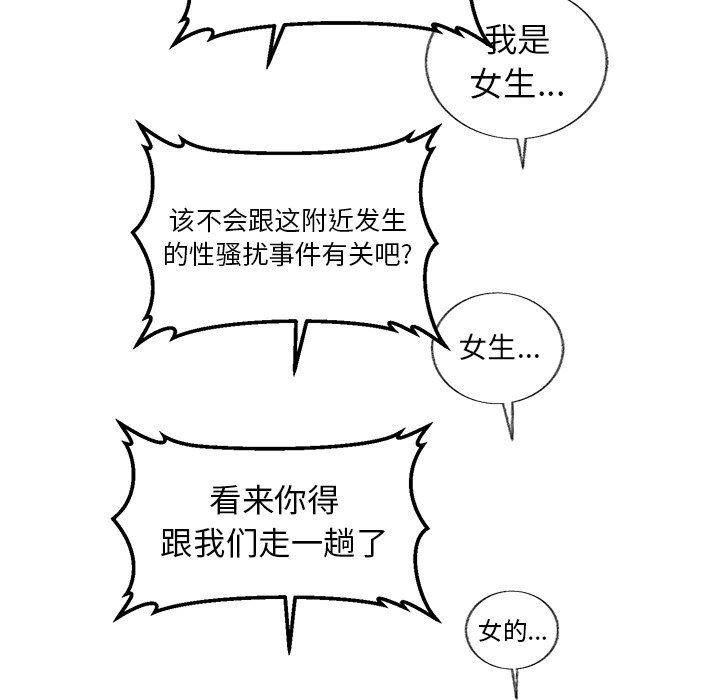 我是
女生...
该不会跟这附近发生
的性骚扰事件有关吧?
女生...
看来你得
跟我们走一趟了
女的...